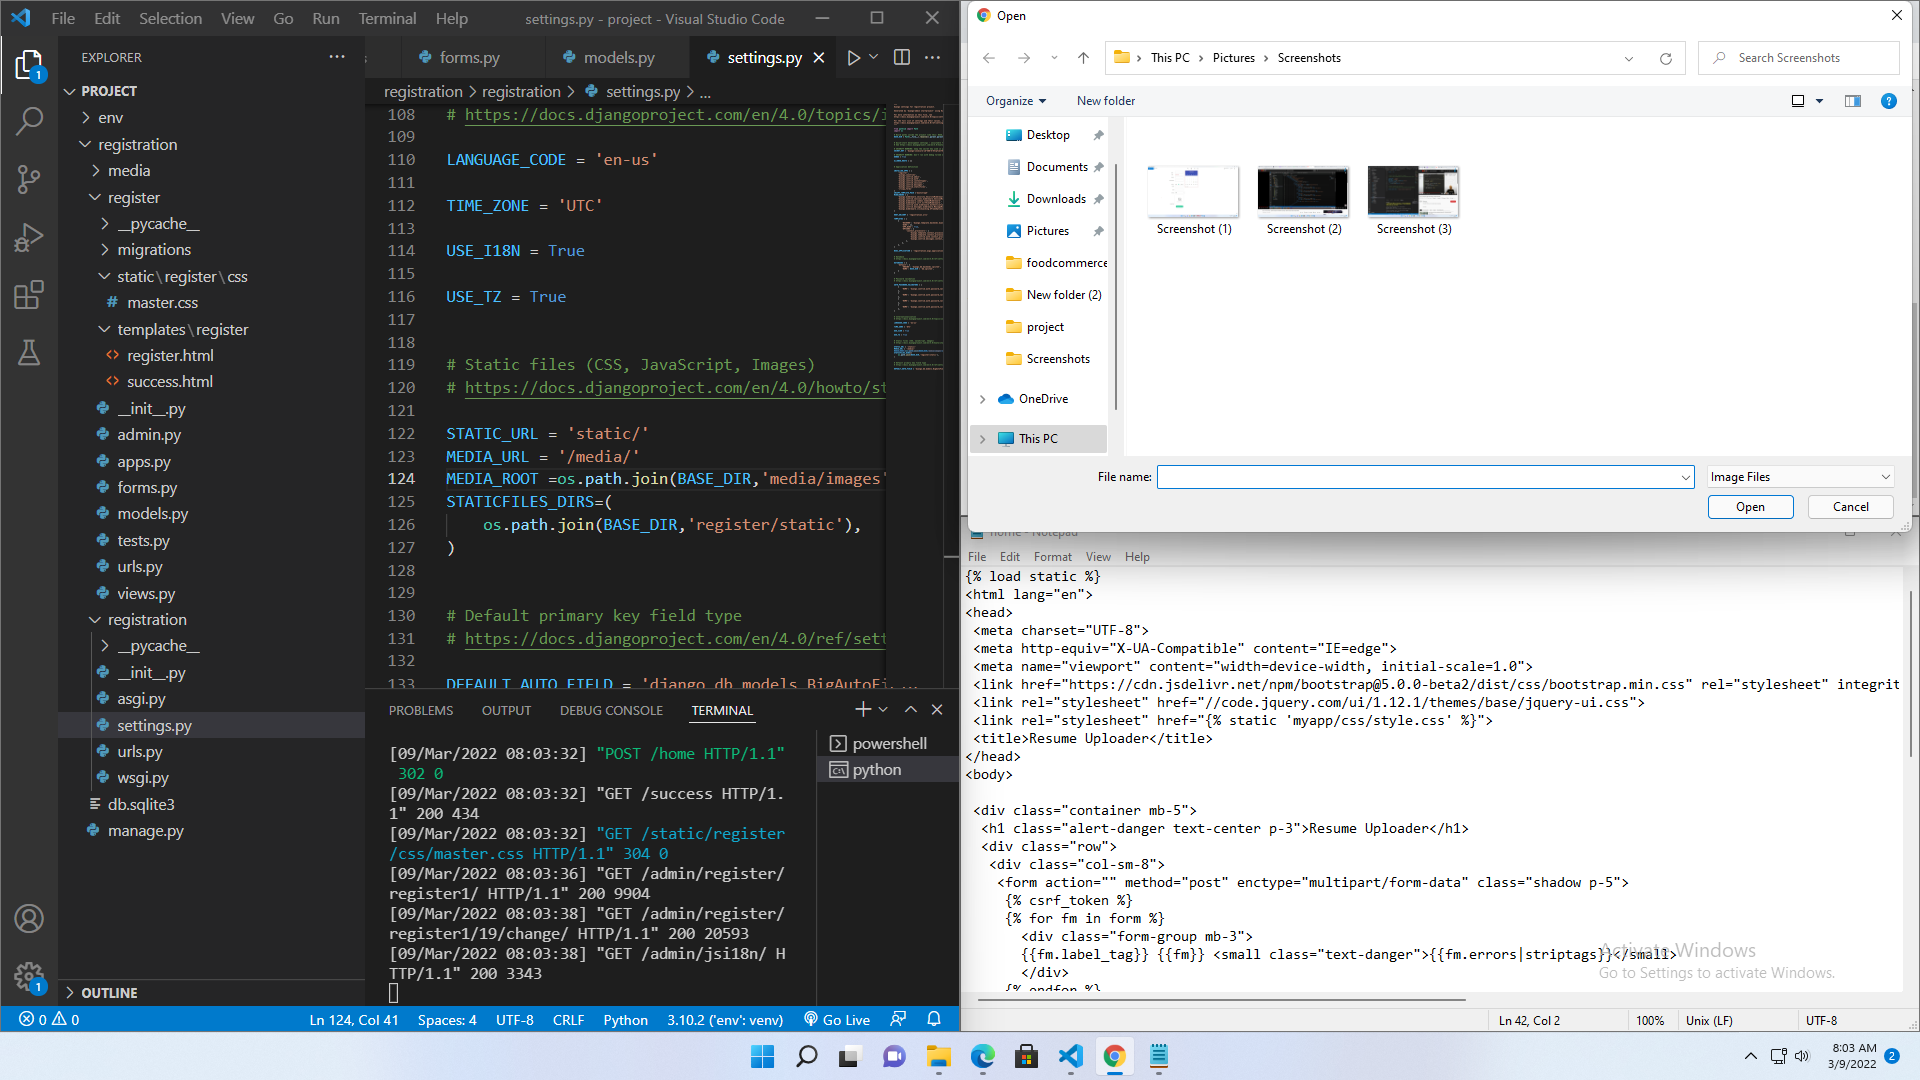 File Edit Selection View Go Run Terminal Help
settings.py - project - Visual Studio Code
EXPLORER
PROJECT
env
registration
media
register
__pycache__
migrations
static\register\css
# master.css
templates\register
<> register.html
<> success.html
__init__.py
admin.py
apps.py
forms.py
models.py
tests.py
urls.py
views.py
registration
__pycache__
__init__.py
asgi.py
settings.py
urls.py
wsgi.py
db.sqlite3
manage.py
OUTLINE
forms.py models.py settings.py
registration > registration > settings.py > ...
108 # https://docs.djangoproject.com/en/4.0/topics/i
109
110 LANGUAGE_CODE = 'en-us'
111
112 TIME_ZONE = 'UTC'
113
114 USE_I18N = True
115
116 USE_TZ = True
117
118
119 # Static files (CSS, JavaScript, Images)
120 # https://docs.djangoproject.com/en/4.0/howto/st
121
122 STATIC_URL = 'static/'
123 MEDIA_URL = '/media/'
124 MEDIA_ROOT =os.path.join(BASE_DIR,'media/images'
125 STATICFILES_DIRS=(
126 os.path.join(BASE_DIR,'register/static'),
127 )
128
129
130 # Default primary key field type
131 # https://docs.djangoproject.com/en/4.0/ref/sett
132
133 DEFAULT_AUTO_FIELD = 'django.db.models.BigAutoFi...
PROBLEMS OUTPUT DEBUG CONSOLE TERMINAL
powershell
python
[09/Mar/2022 08:03:32] "POST /home HTTP/1.1"
302 0
[09/Mar/2022 08:03:32] "GET /success HTTP/1.
1" 200 434
[09/Mar/2022 08:03:32] "GET /static/register
/css/master.css HTTP/1.1" 304 0
[09/Mar/2022 08:03:36] "GET /admin/register/
register1/ HTTP/1.1" 200 9904
[09/Mar/2022 08:03:38] "GET /admin/register/
register1/19/change/ HTTP/1.1" 200 20593
[09/Mar/2022 08:03:38] "GET /admin/jsi18n/ H
TTP/1.1" 200 3343
0 0 Ln 124, Col 41 Spaces: 4 UTF-8 CRLF Python 3.10.2 ('env': venv) Go Live
Open
This PC > Pictures > Screenshots
Search Screenshots
Organize New folder
Desktop
Documents
Downloads
Pictures
foodcommerce
New folder (2)
project
Screenshots
OneDrive
This PC
Screenshot (1) Screenshot (2) Screenshot (3)
File name:
Image Files
Open Cancel
home - Notepad
File Edit Format View Help
{% load static %}
<html lang="en">
<head>
<meta charset="UTF-8">
<meta http-equiv="X-UA-Compatible" content="IE=edge">
<meta name="viewport" content="width=device-width, initial-scale=1.0">
<link href="https://cdn.jsdelivr.net/npm/bootstrap@5.0.0-beta2/dist/css/bootstrap.min.css" rel="stylesheet" integrit
<link rel="stylesheet" href="//code.jquery.com/ui/1.12.1/themes/base/jquery-ui.css">
<link rel="stylesheet" href="{% static 'myapp/css/style.css' %}">
<title>Resume Uploader</title>
</head>
<body>
<div class="container mb-5">
<h1 class="alert-danger text-center p-3">Resume Uploader</h1>
<div class="row">
<div class="col-sm-8">
<form action="" method="post" enctype="multipart/form-data" class="shadow p-5">
{% csrf_token %}
{% for fm in form %}
<div class="form-group mb-3">
{{fm.label_tag}} {{fm}} <small class="text-danger">{{fm.errors|striptags}}</small>
</div>
{% endfor %}
Activate Windows
Go to Settings to activate Windows.
Ln 42, Col 2 100% Unix (LF) UTF-8
8:03 AM
3/9/2022
2